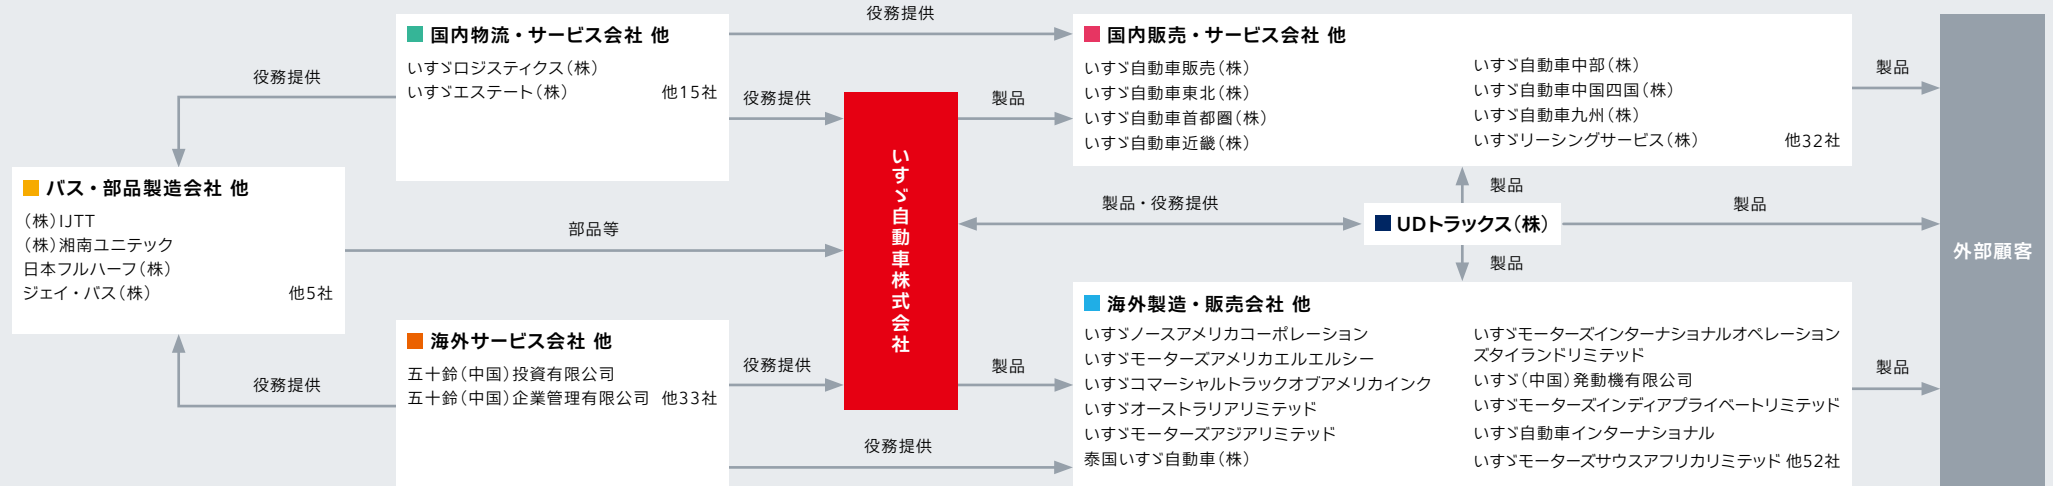 役務提供
国内物流・サービス会社 他
いすゞロジスティクス(株)
いすゞエステート(株) 他15社
役務提供
役務提供
製品
国内販売・サービス会社 他
いすゞ自動車販売(株)
いすゞ自動車東北(株)
いすゞ自動車首都圏(株)
いすゞ自動車近畿(株)
いすゞ自動車中部(株)
いすゞ自動車中国四国(株)
いすゞ自動車九州(株)
いすゞリーシングサービス(株) 他32社
製品
バス・部品製造会社 他
(株)IJTT
(株)湘南ユニテック
日本フルハーフ(株)
ジェイ・バス(株) 他5社
部品等
いすゞ自動車株式会社
製品・役務提供
製品
UDトラックス(株)
製品
製品
外部顧客
役務提供
海外サービス会社 他
五十鈴(中国)投資有限公司
五十鈴(中国)企業管理有限公司 他33社
役務提供
製品
役務提供
海外製造・販売会社 他
いすゞノースアメリカコーポレーション
いすゞモーターズアメリカエルエルシー
いすゞコマーシャルトラックオブアメリカインク
いすゞオーストラリアリミテッド
いすゞモーターズアジアリミテッド
泰国いすゞ自動車(株)
いすゞモーターズインターナショナルオペレーション
ズタイランドリミテッド
いすゞ(中国)発動機有限公司
いすゞモーターズインディアプライベートリミテッド
いすゞ自動車インターナショナル
いすゞモーターズサウスアフリカリミテッド 他52社
製品